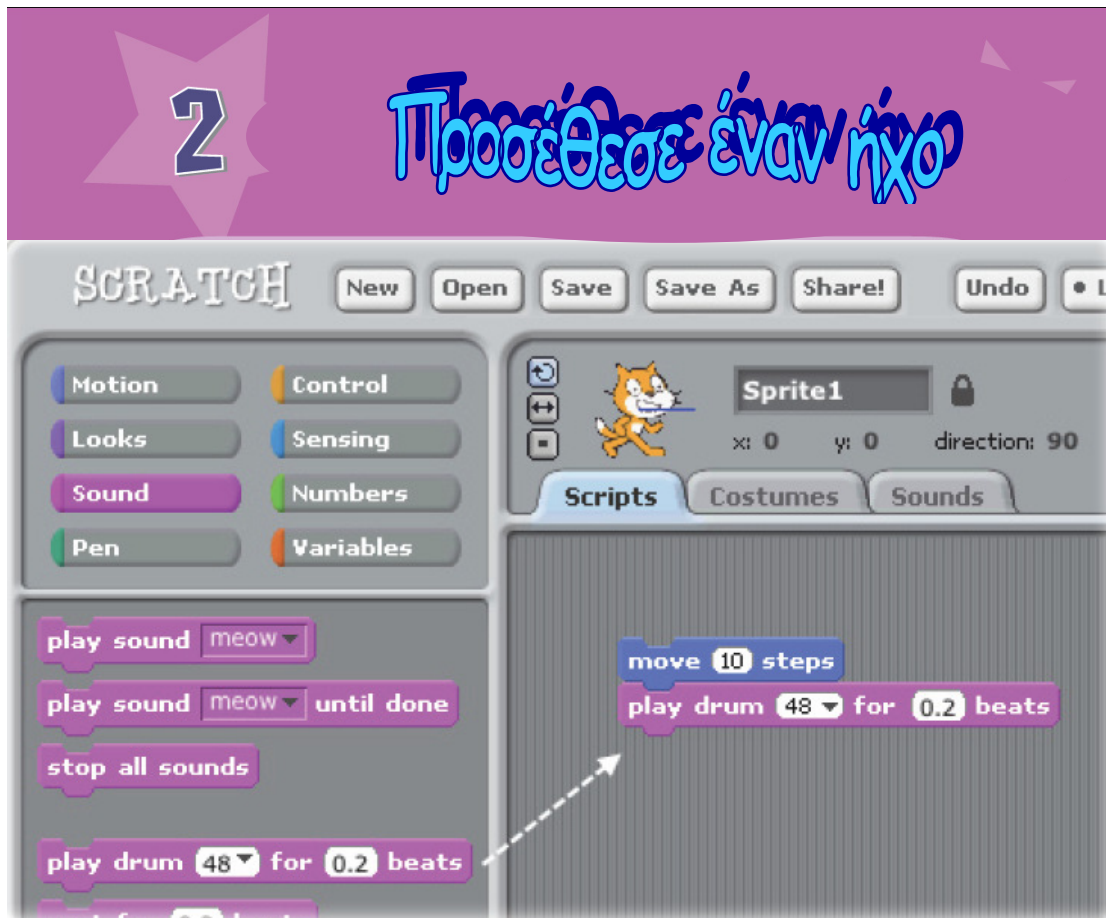 2
Προσέθεσε έναν ήχο
SCRATCH New Open Save Save As Share! Undo
Motion Control
Looks Sensing
Sound Numbers
Pen Variables
Sprite1
x: 0 y: 0 direction: 90
Scripts Costumes Sounds
play sound meow
play sound meow until done
stop all sounds
play drum 48 for 0.2 beats
move 10 steps
play drum 48 for 0.2 beats